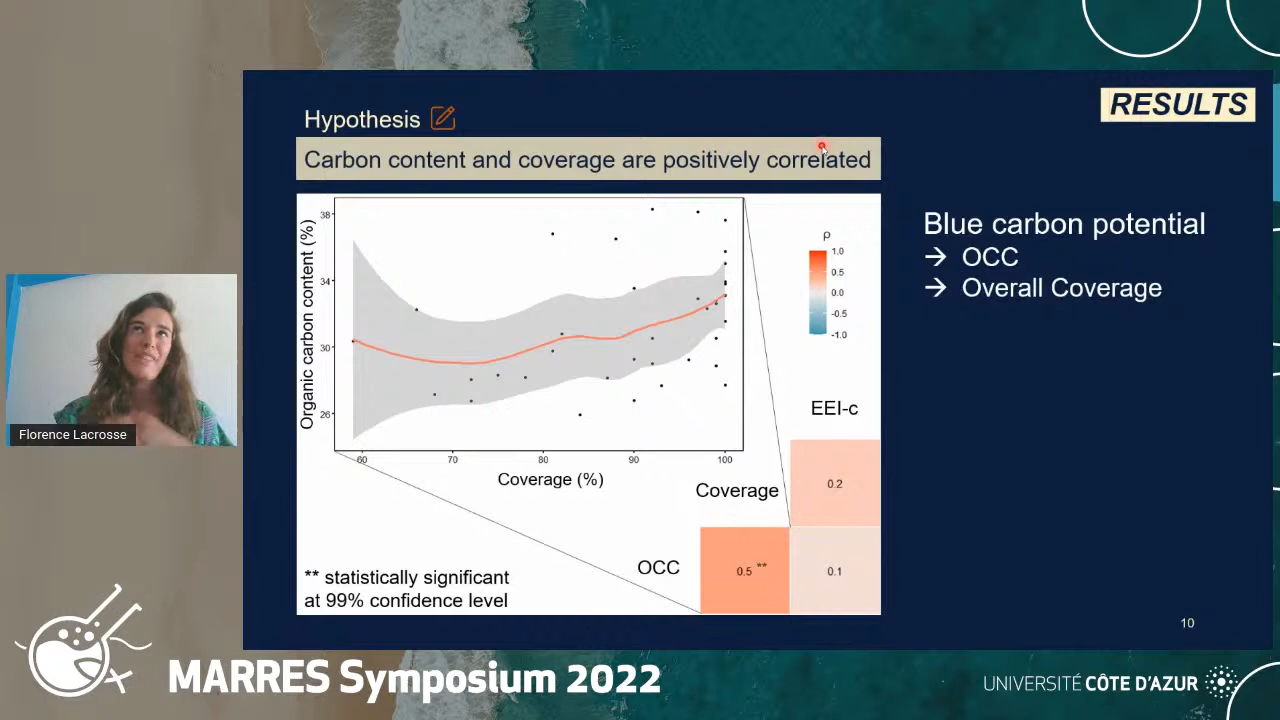 RESULTS
Hypothesis
Carbon content and coverage are positively correlated
Blue carbon potential
→ OCC
→ Overall Coverage
Organic carbon content (%)
38
34
30
26
60
70
80
90
100
Coverage (%)
ρ
1.0
0.5
0.0
-0.5
-1.0
EEI-c
Coverage
0.2
OCC
0.5 **
0.1
** statistically significant
at 99% confidence level
10
Florence Lacrosse
MARRES Symposium 2022
UNIVERSITÉ CÔTE D'AZUR